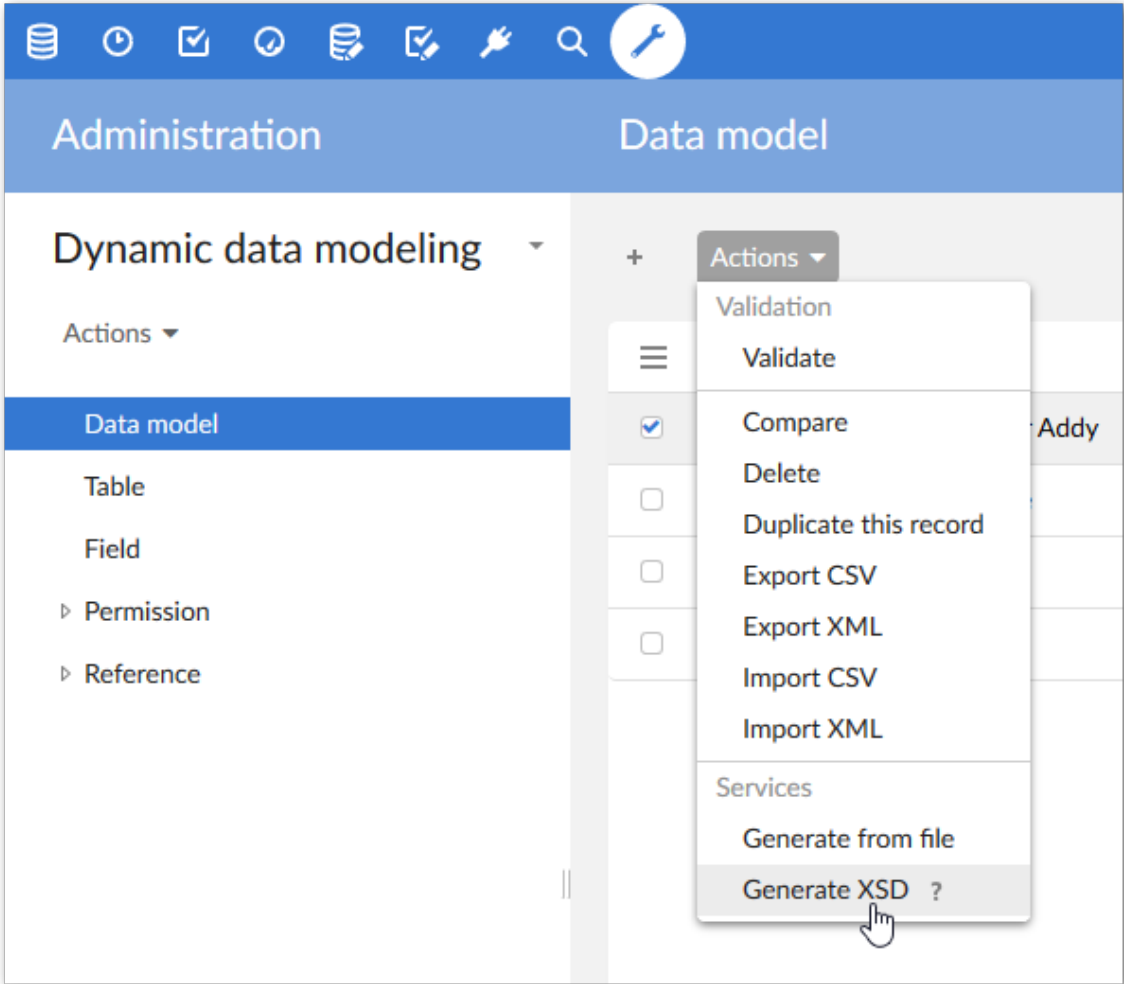 Administration
Data model
Dynamic data modeling
Actions
Data model
Table
Field
Permission
Reference
+
Actions
Validation
Validate
Compare
Delete
Duplicate this record
Export CSV
Export XML
Import CSV
Import XML
Services
Generate from file
Generate XSD ?
Addy